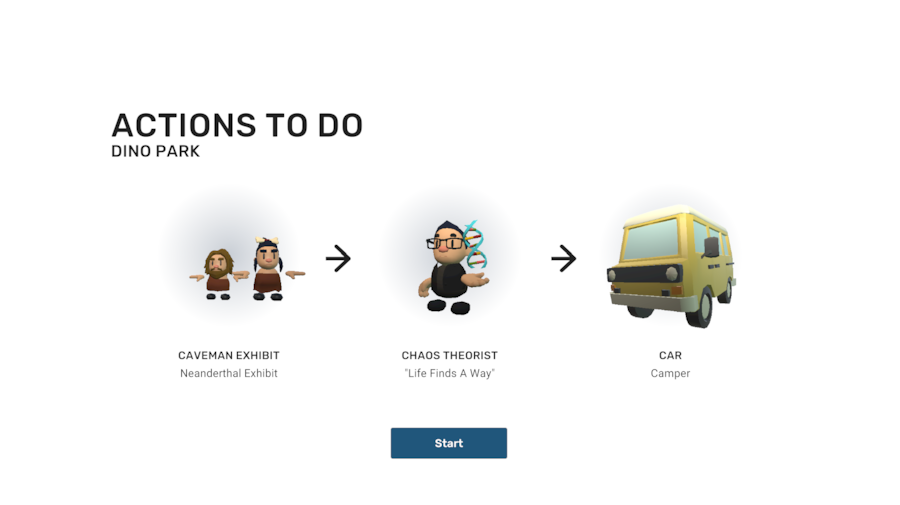 ACTIONS TO DO
DINO PARK
CAVEMAN EXHIBIT
Neanderthal Exhibit
CHAOS THEORIST
"Life Finds A Way"
CAR
Camper
Start